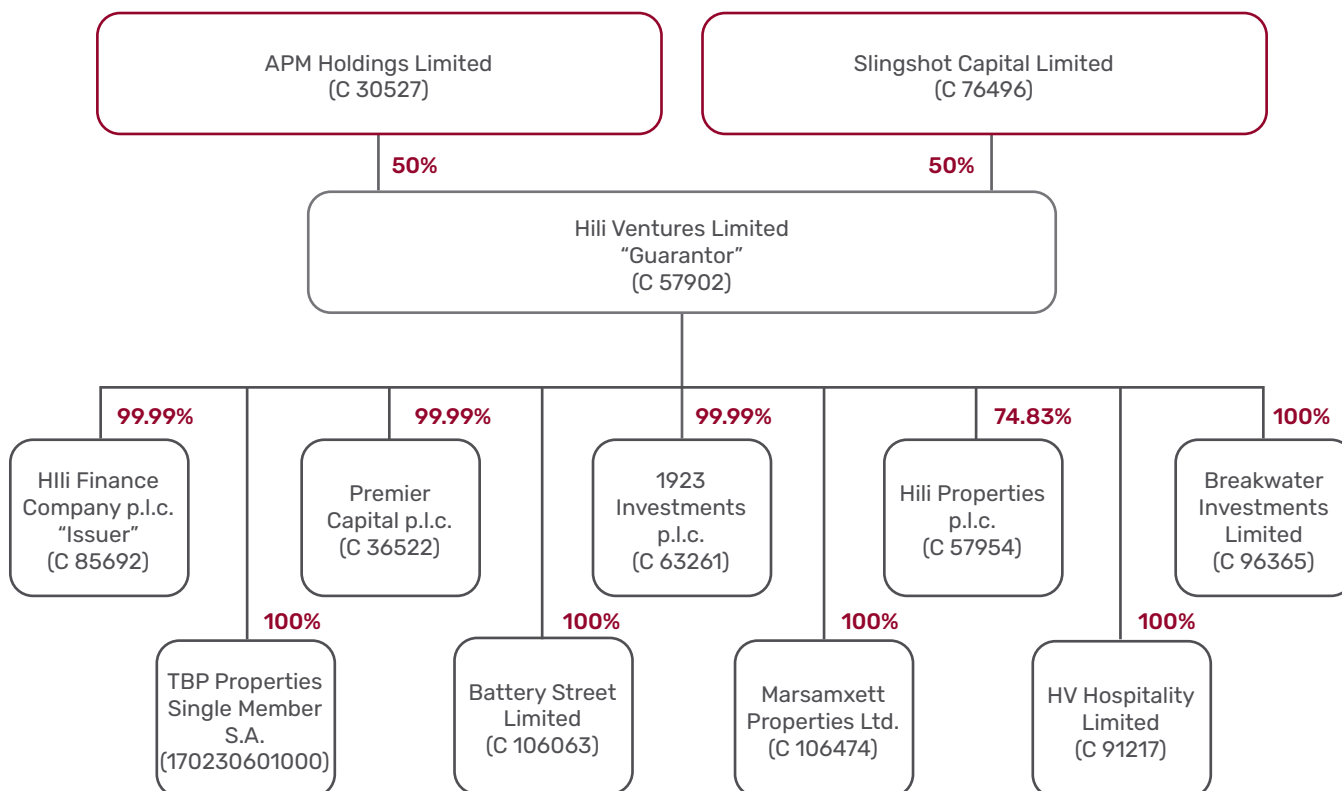 APM Holdings Limited
(C 30527)
Slingshot Capital Limited
(C 76496)
50%
50%
Hili Ventures Limited
“Guarantor”
(C 57902)
99.99%
99.99%
99.99%
74.83%
100%
HIli Finance
Company p.l.c.
“Issuer”
(C 85692)
Premier
Capital p.l.c.
(C 36522)
1923
Investments
p.l.c.
(C 63261)
Hili Properties
p.l.c.
(C 57954)
Breakwater
Investments
Limited
(C 96365)
100%
100%
100%
100%
TBP Properties
Single Member
S.A.
(170230601000)
Battery Street
Limited
(C 106063)
Marsamxett
Properties Ltd.
(C 106474)
HV Hospitality
Limited
(C 91217)